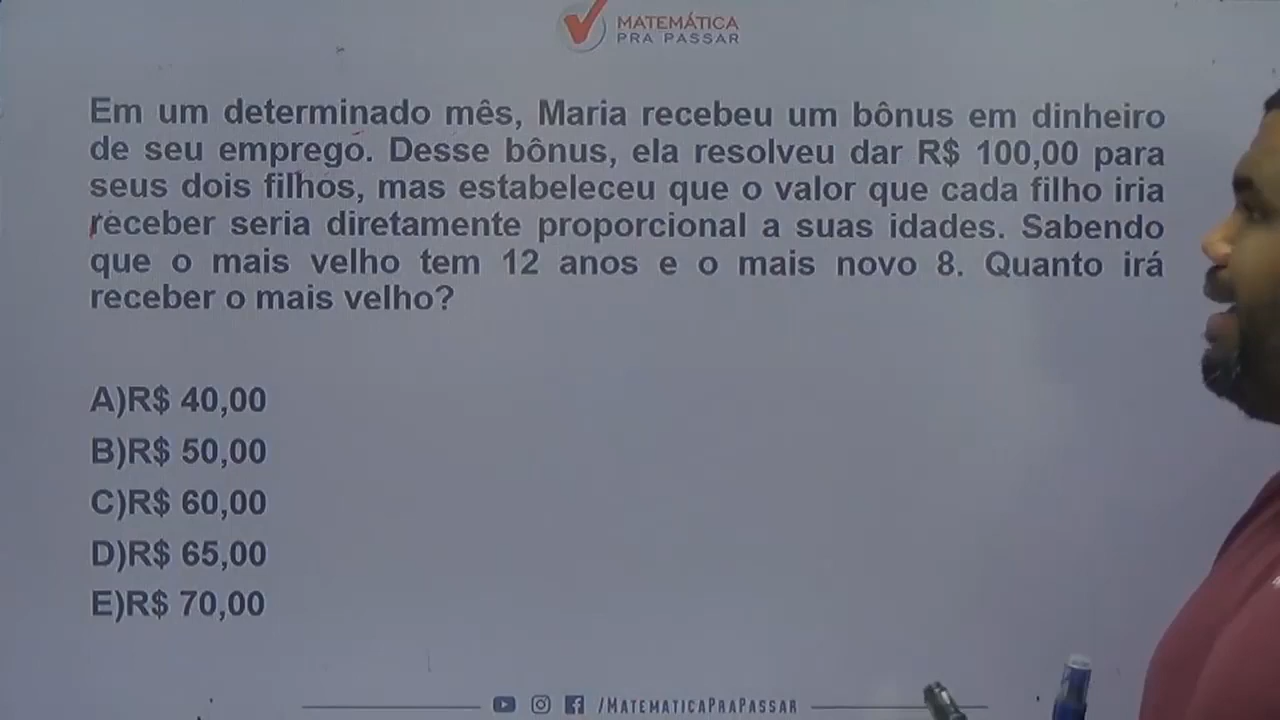 MATEMÁTICA
PRA PASSAR
Em um determinado mês, Maria recebeu um bônus em dinheiro
de seu emprego. Desse bônus, ela resolveu dar R$ 100,00 para
seus dois filhos, mas estabeleceu que o valor que cada filho iria
receber seria diretamente proporcional a suas idades. Sabendo
que o mais velho tem 12 anos e o mais novo 8. Quanto irá
receber o mais velho?
A)R$ 40,00
B)R$ 50,00
C)R$ 60,00
D)R$ 65,00
E)R$ 70,00
/MATEMATICAPRAPASSAR